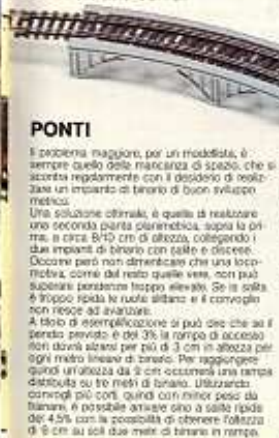 PONTI
Il problema maggiore, per un modellista, è
sempre quello della mancanza di spazio, che si
scontra regolarmente con il desiderio di realiz-
zare un impianto di binario di buon sviluppo
metrico.
Una soluzione ottimale, è quella di realizzare
una seconda pianta planimetrica, sopra la pri-
ma, a circa 8/10 cm di altezza, collegando i
due impianti di binario con salite e discese.
Occorre però non dimenticare che una loco-
motiva, come del resto quelle vere, non può
superare pendenze troppo elevate. Se la salita
è troppo ripida le ruote slittano e il convoglio
non riesce ad avanzare.
A titolo di esemplificazione si può dire che se il
pendio previsto è del 3% la rampa di accesso
non dovrà alzarsi per più di 3 cm in altezza per
ogni metro lineare di binario. Per raggiungere
quindi un'altezza di 9 cm occorrerà una rampa
distribuita su tre metri di binario. Utilizzando
convogli più corti, quindi con minor peso da
trainare, è possibile arrivare sino a salite ripide
del 4,5% con la possibilità di ottenere l'altezza
di 9 cm su soli due metri di binario in rampa.